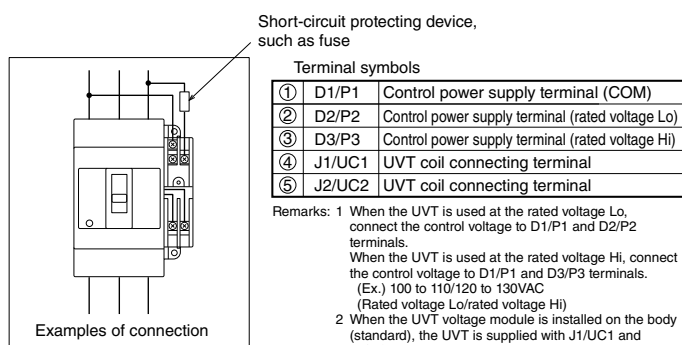 Short-circuit protecting device,
such as fuse
Terminal symbols
① D1/P1 Control power supply terminal (COM)
② D2/P2 Control power supply terminal (rated voltage Lo)
③ D3/P3 Control power supply terminal (rated voltage Hi)
④ J1/UC1 UVT coil connecting terminal
⑤ J2/UC2 UVT coil connecting terminal
Remarks: 1 When the UVT is used at the rated voltage Lo,
connect the control voltage to D1/P1 and D2/P2
terminals.
When the UVT is used at the rated voltage Hi, connect
the control voltage to D1/P1 and D3/P3 terminals.
(Ex.) 100 to 110/120 to 130VAC
(Rated voltage Lo/rated voltage Hi)
2 When the UVT voltage module is installed on the body
(standard), the UVT is supplied with J1/UC1 and
Examples of connection